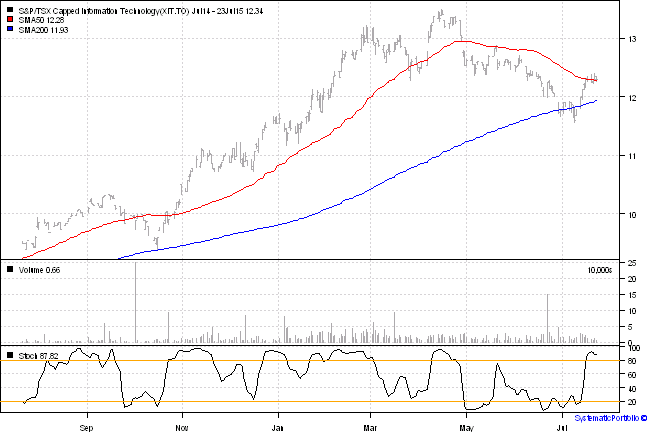 S&P/TSX Capped Information Technology(XIT.TO) Jul14 - 23Jul15 12.34
SMA50 12.28
SMA200 11.93
13
12
11
10
Volume 0.66
10,000s
25
20
15
10
5
0
Stoch 87.82
100
80
60
40
20
Sep
Nov
Jan
Mar
May
Jul
SystematicPortfolio ©